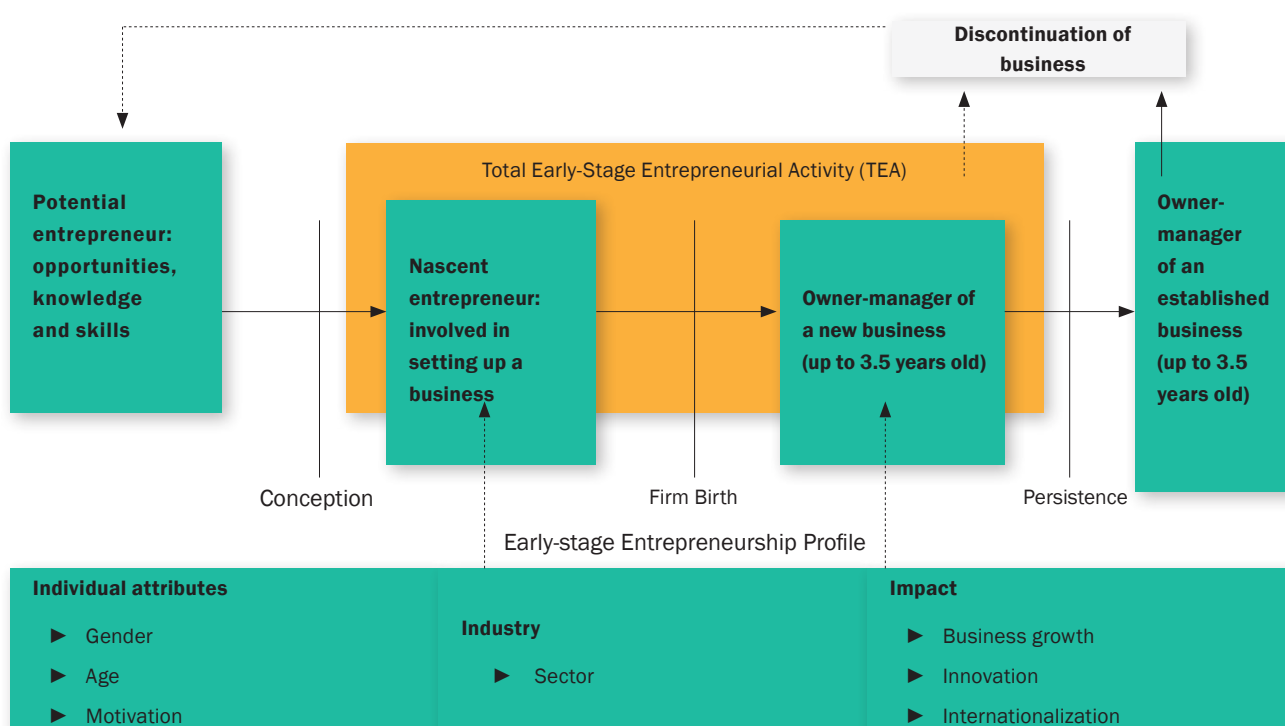 Discontinuation of
business
Total Early-Stage Entrepreneurial Activity (TEA)
Potential
entrepreneur:
opportunities,
knowledge
and skills
Nascent
entrepreneur:
involved in
setting up a
business
Owner-manager of
a new business
(up to 3.5 years old)
Owner-
manager
of an
established
business
(up to 3.5
years old)
Conception
Firm Birth
Persistence
Early-stage Entrepreneurship Profile
Individual attributes
► Gender
► Age
► Motivation
Industry
► Sector
Impact
► Business growth
► Innovation
► Internationalization